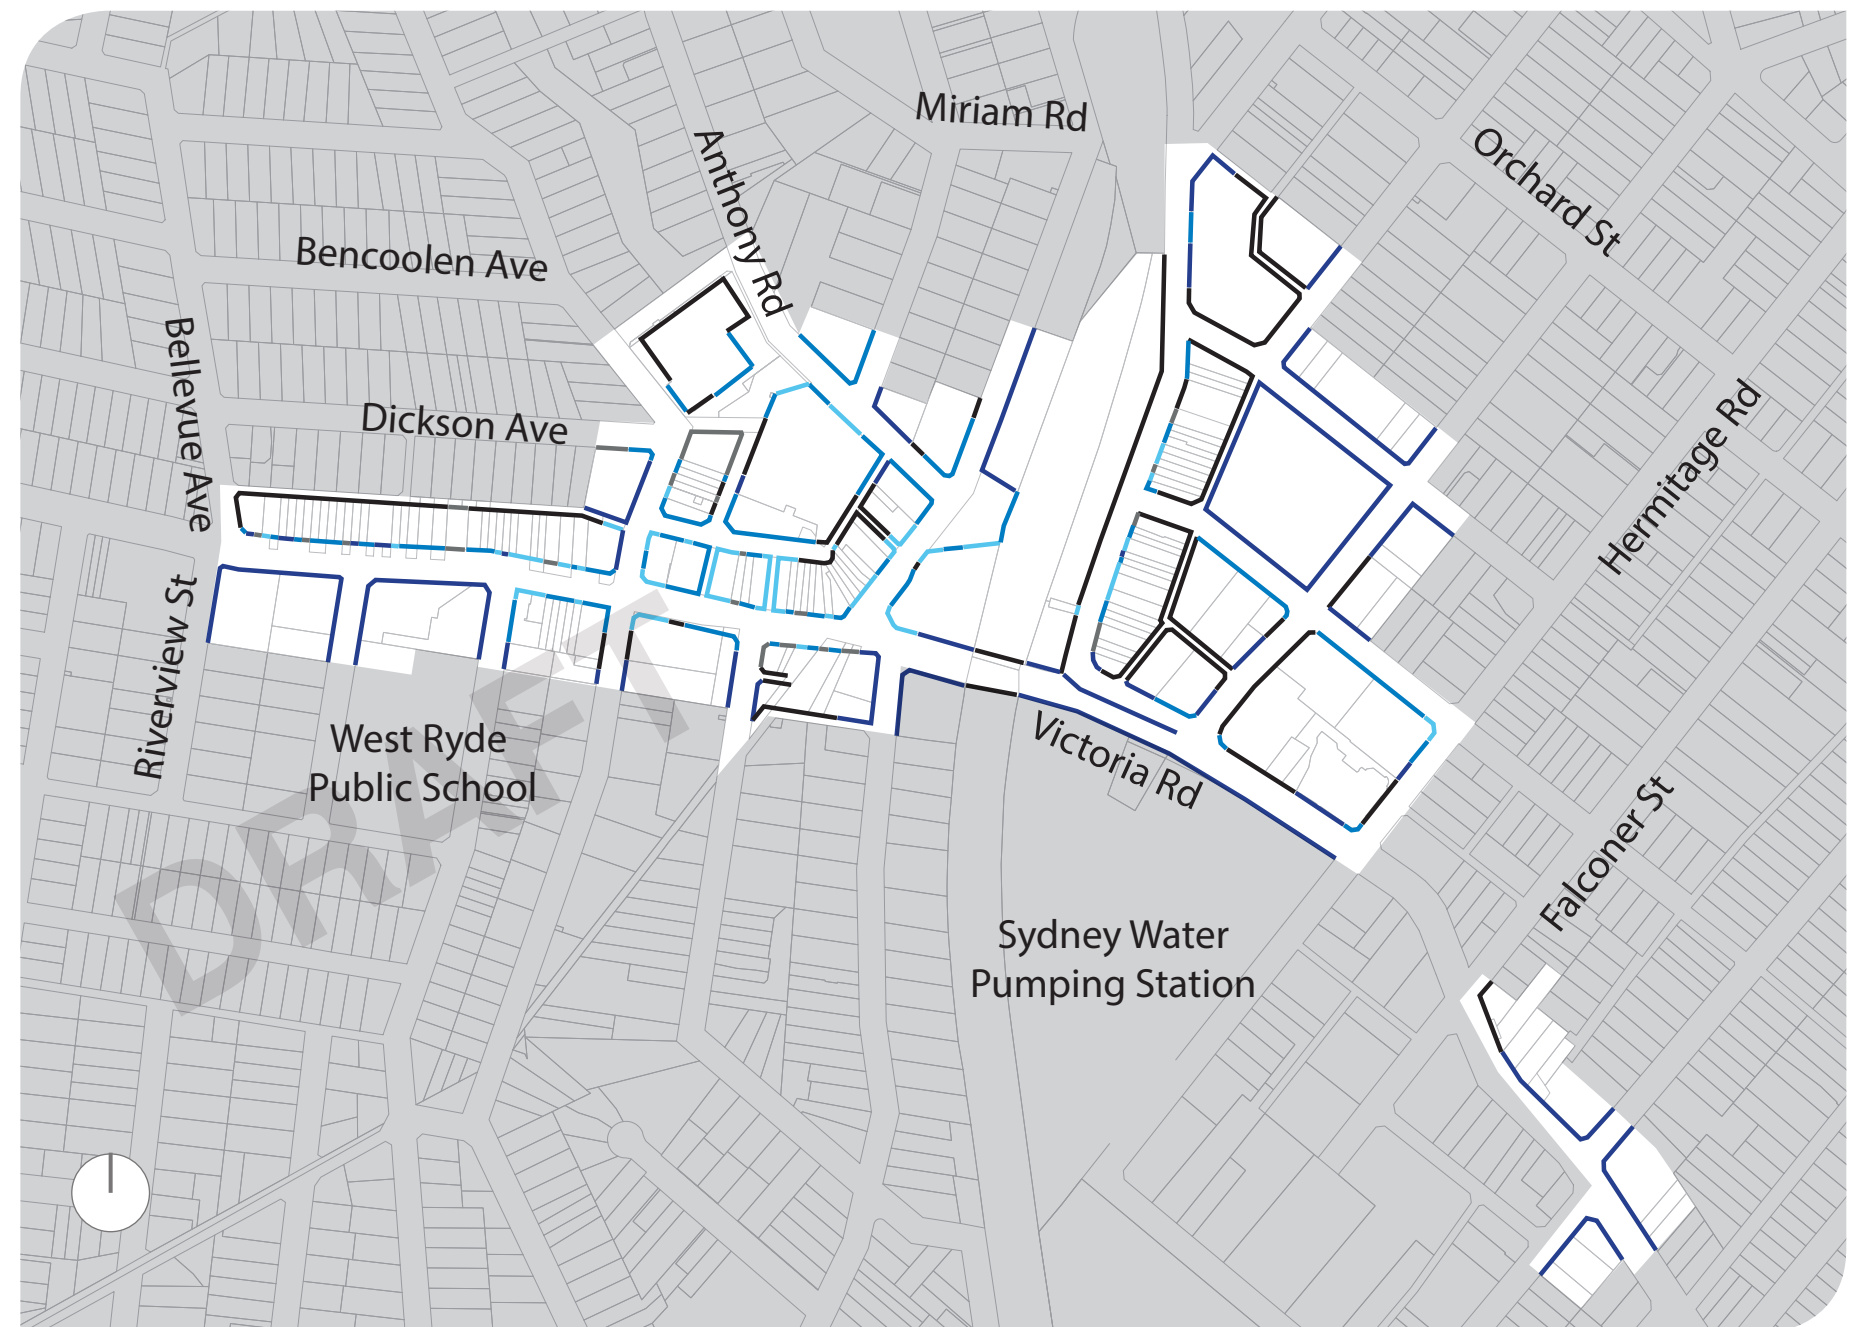 Miriam Rd
Anthony Rd
Orchard St
Bencoolen Ave
Bellevue Ave
Dickson Ave
Hermitage Rd
Riverview St
West Ryde
Public School
Victoria Rd
Falconer St
Sydney Water
Pumping Station
DRAFT